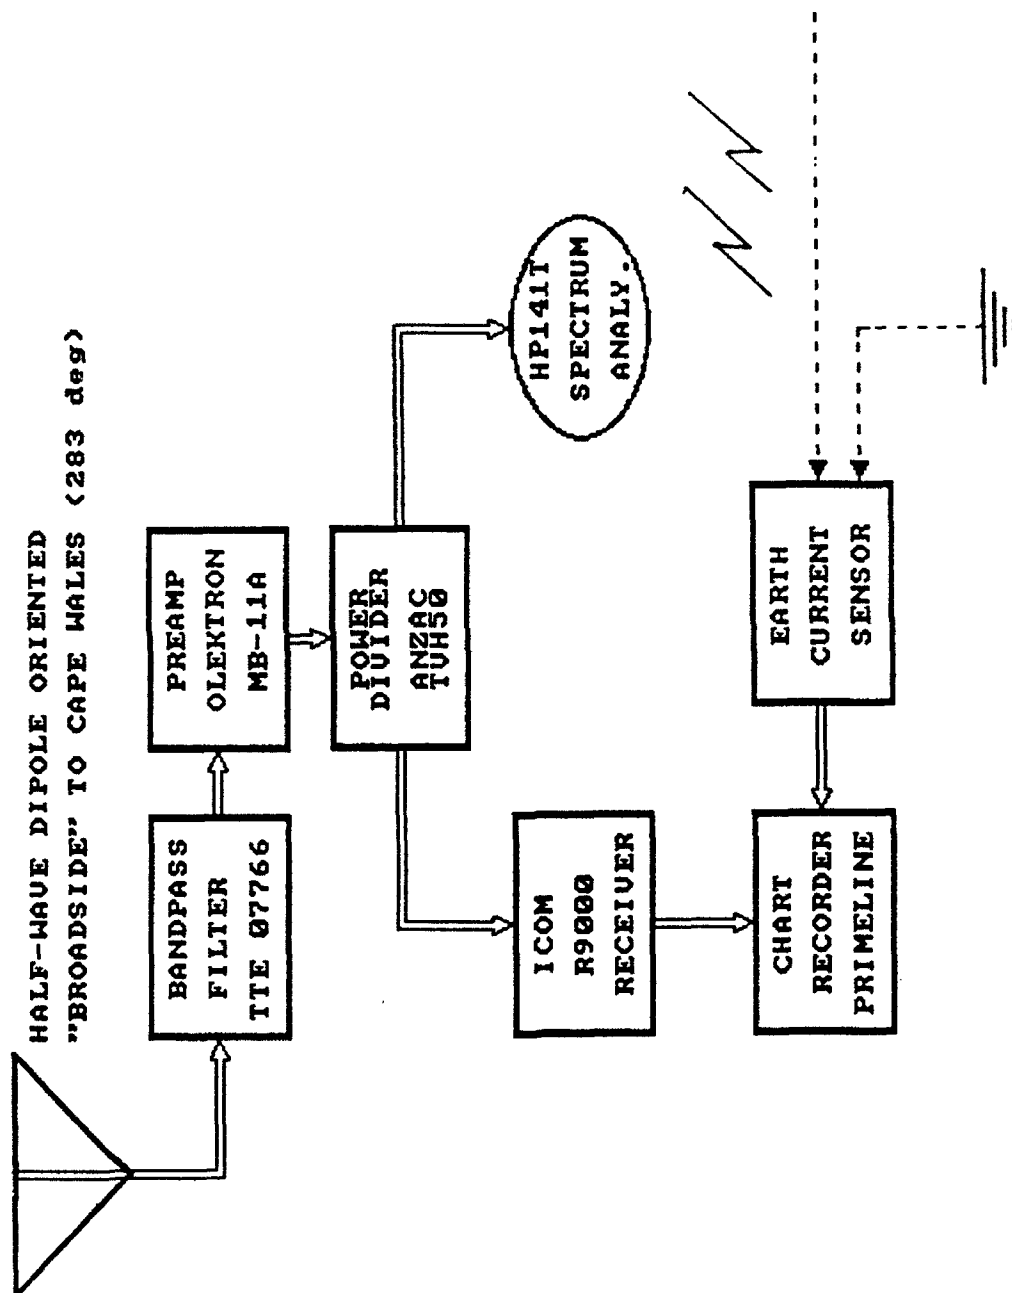 HALF-WAVE DIPOLE ORIENTED
"BROADSIDE" TO CAPE WALES (283 deg)
BANDPASS
FILTER
TTE 07766
PREAMP
OLEKTRON
MB-11A
POWER
DIVIDER
ANZAC
TVH50
HP141T
SPECTRUM
ANALY.
ICOM
R9000
RECEIVER
CHART
RECORDER
PRIMELINE
EARTH
CURRENT
SENSOR